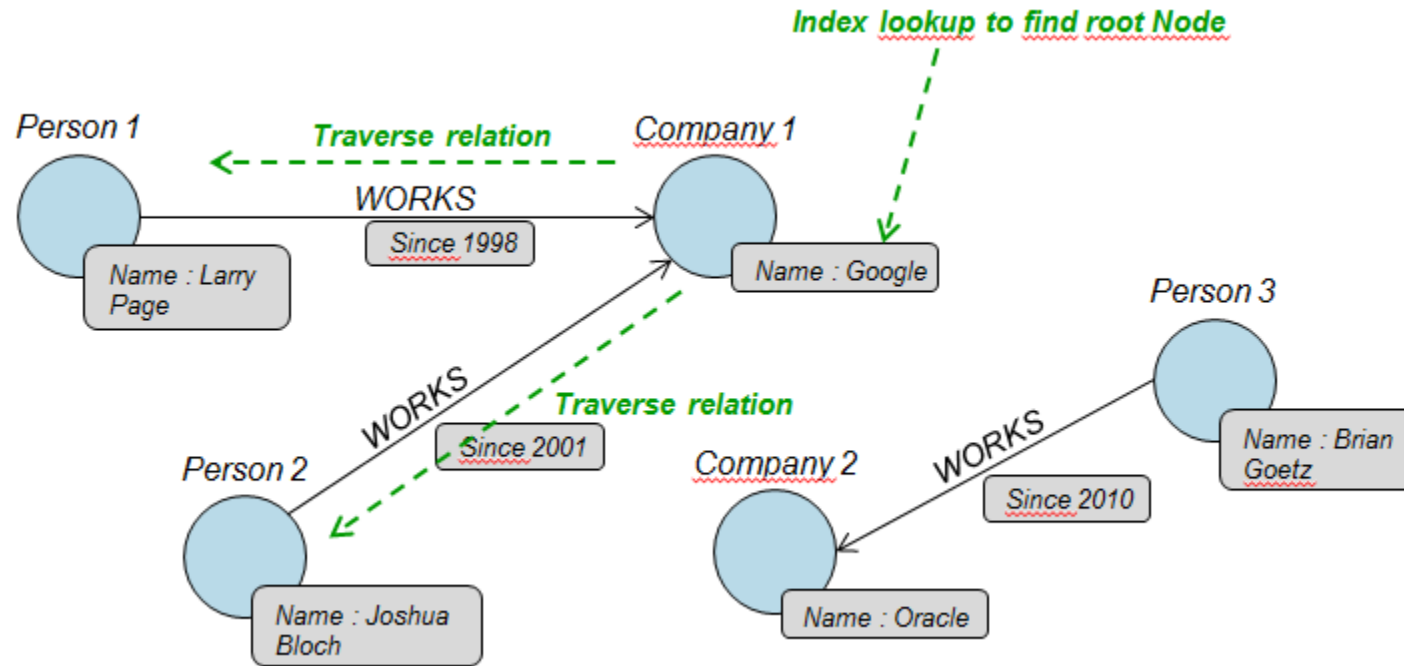 Index lookup to find root Node
Person 1
Traverse relation
Company 1
WORKS
Since 1998
Name : Larry
Page
Name : Google
Person 3
WORKS
Traverse relation
Since 2001
Person 2
Company 2
WORKS
Name : Brian
Goetz
Since 2010
Name : Joshua
Bloch
Name : Oracle